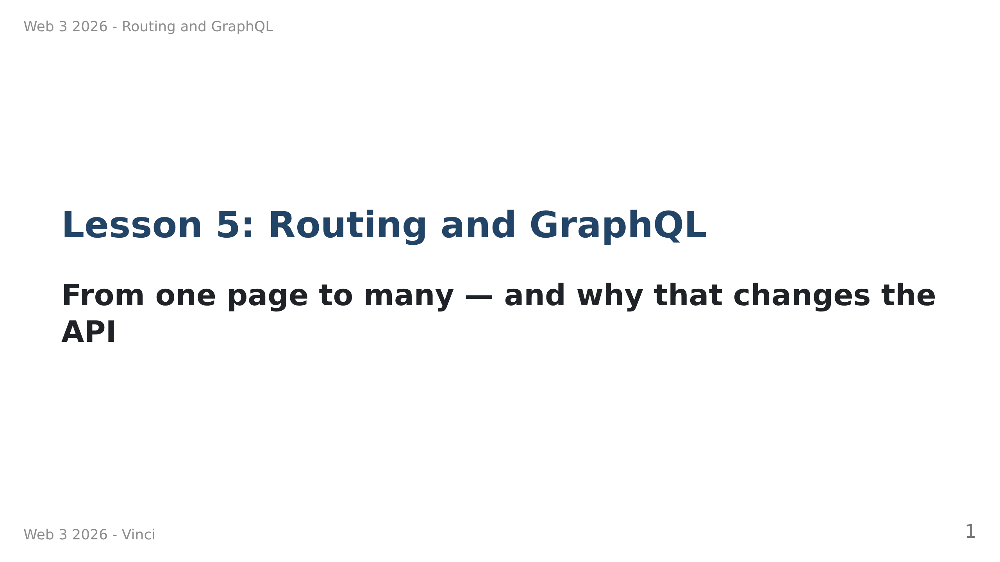 Web 3 2026 - Routing and GraphQL
Lesson 5: Routing and GraphQL
From one page to many — and why that changes the
API
Web 3 2026 - Vinci
1